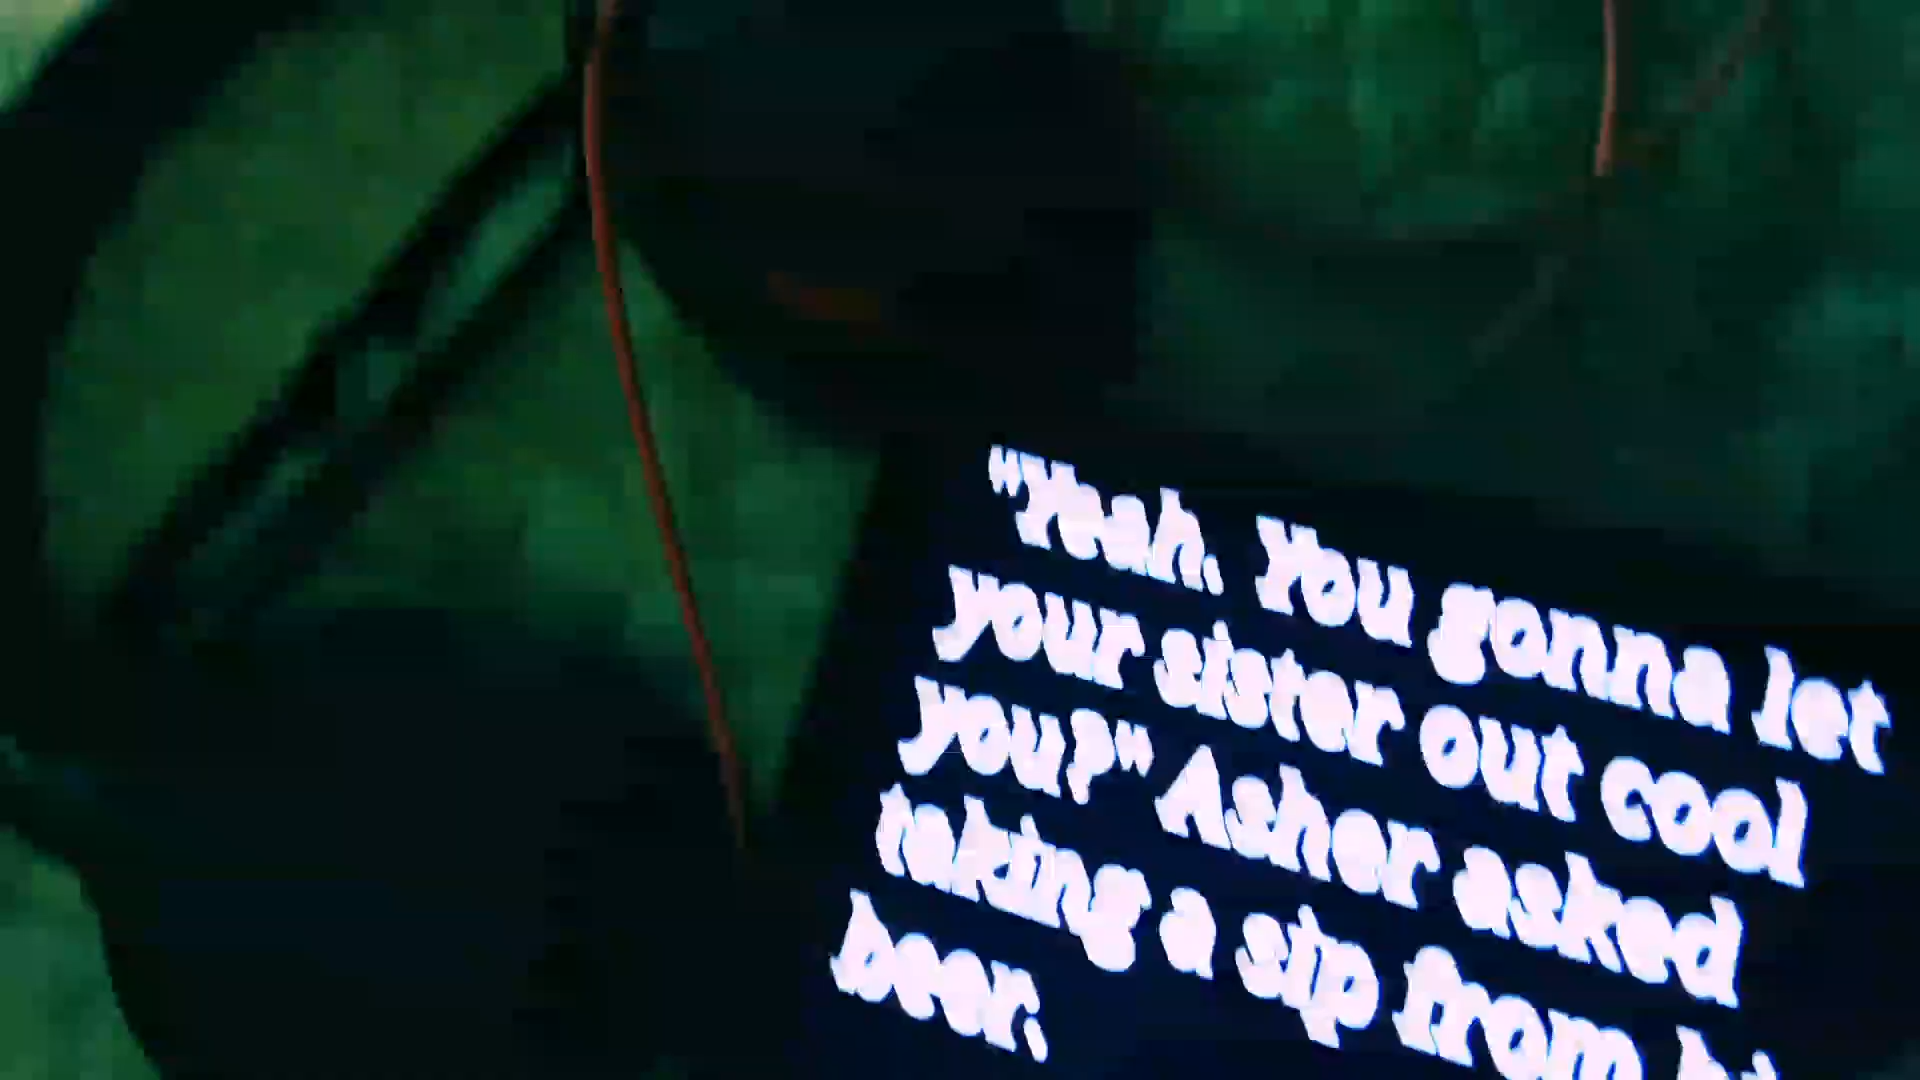 "Yeah. You gonna let
your sister out cool
you?" Asher asked
taking a sip from
beer.